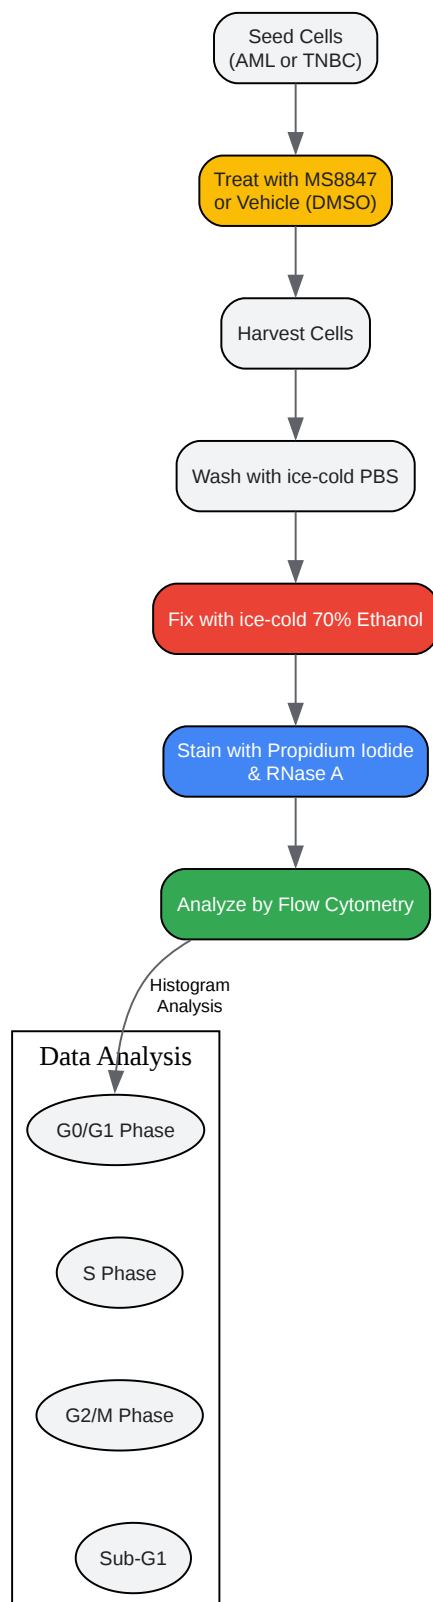 Seed Cells
(AML or TNBC)
Treat with MS8847
or Vehicle (DMSO)
Harvest Cells
Wash with ice-cold PBS
Fix with ice-cold 70% Ethanol
Stain with Propidium Iodide
& RNase A
Analyze by Flow Cytometry
Histogram
Analysis
Data Analysis
G0/G1 Phase
S Phase
G2/M Phase
Sub-G1